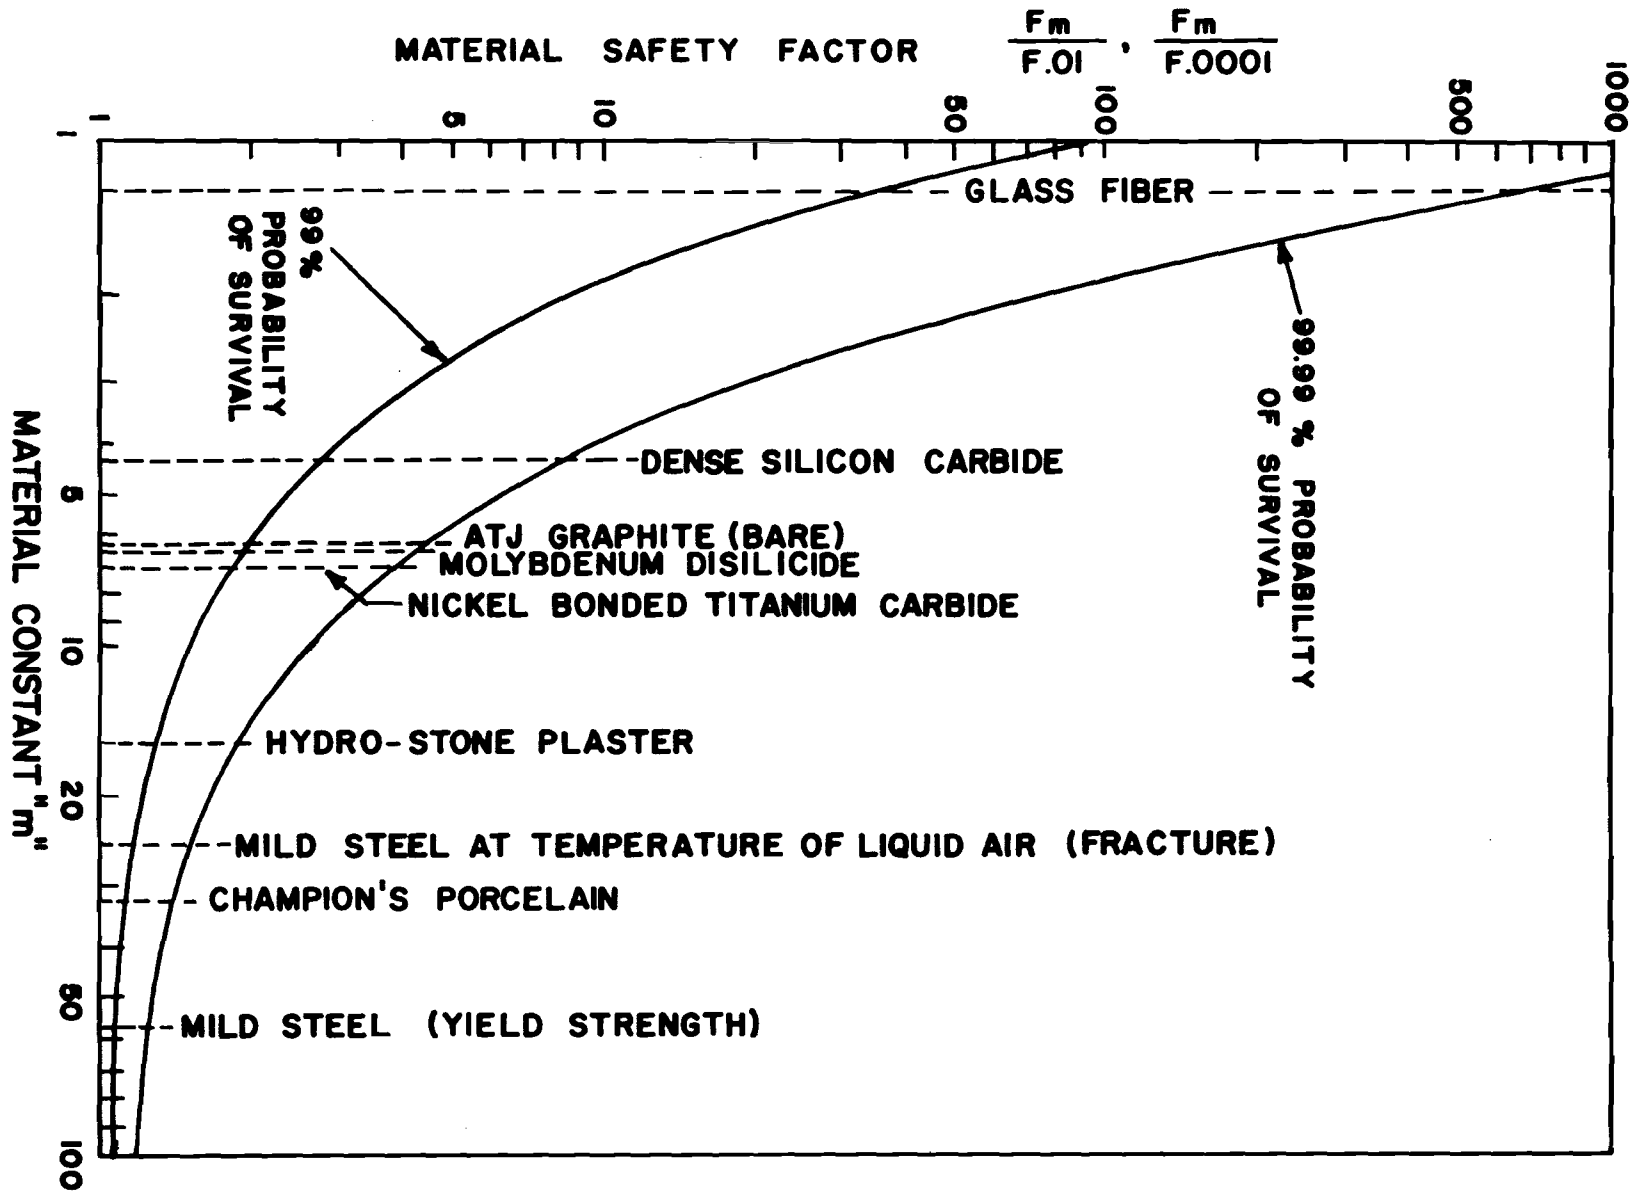 MATERIAL SAFETY FACTOR Fm/F.01 , Fm/F.0001
1 5 10 50 100 500 1000
1
5
10
20
50
100
MATERIAL CONSTANT "m"
GLASS FIBER
99 %
PROBABILITY
OF SURVIVAL
99.99 % PROBABILITY
OF SURVIVAL
DENSE SILICON CARBIDE
ATJ GRAPHITE (BARE)
MOLYBDENUM DISILICIDE
NICKEL BONDED TITANIUM CARBIDE
HYDRO-STONE PLASTER
MILD STEEL AT TEMPERATURE OF LIQUID AIR (FRACTURE)
CHAMPION'S PORCELAIN
MILD STEEL (YIELD STRENGTH)